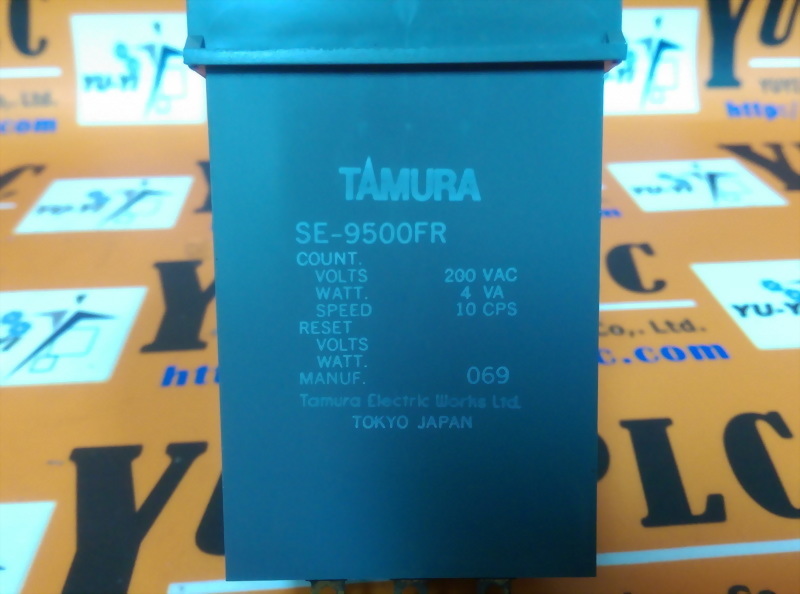 TAMURA
SE-9500FR
COUNT.
VOLTS 200 VAC
WATT. 4 VA
SPEED 10 CPS
RESET
VOLTS
WATT.
MANUF. 069
Tamura Electric Works Ltd.
TOKYO JAPAN